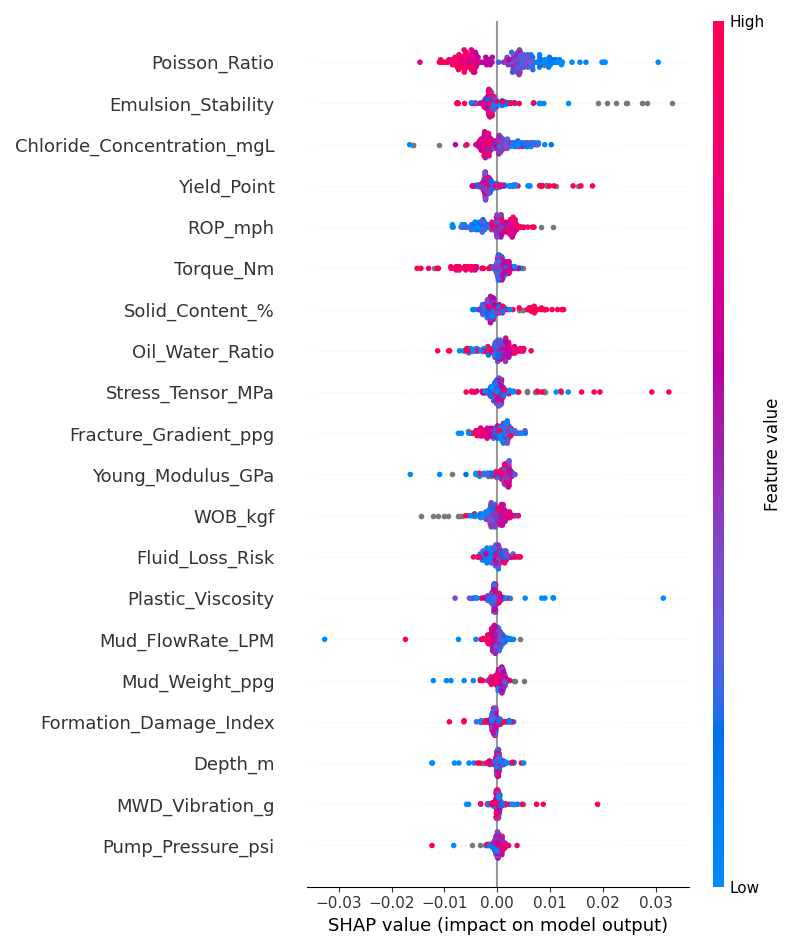 High
Poisson_Ratio
Emulsion_Stability
Chloride_Concentration_mgL
Yield_Point
ROP_mph
Torque_Nm
Solid_Content_%
Oil_Water_Ratio
Stress_Tensor_MPa
Fracture_Gradient_ppg
Young_Modulus_GPa
WOB_kgf
Fluid_Loss_Risk
Plastic_Viscosity
Mud_FlowRate_LPM
Mud_Weight_ppg
Formation_Damage_Index
Depth_m
MWD_Vibration_g
Pump_Pressure_psi
Feature value
Low
−0.03 −0.02 −0.01 0.00 0.01 0.02 0.03
SHAP value (impact on model output)